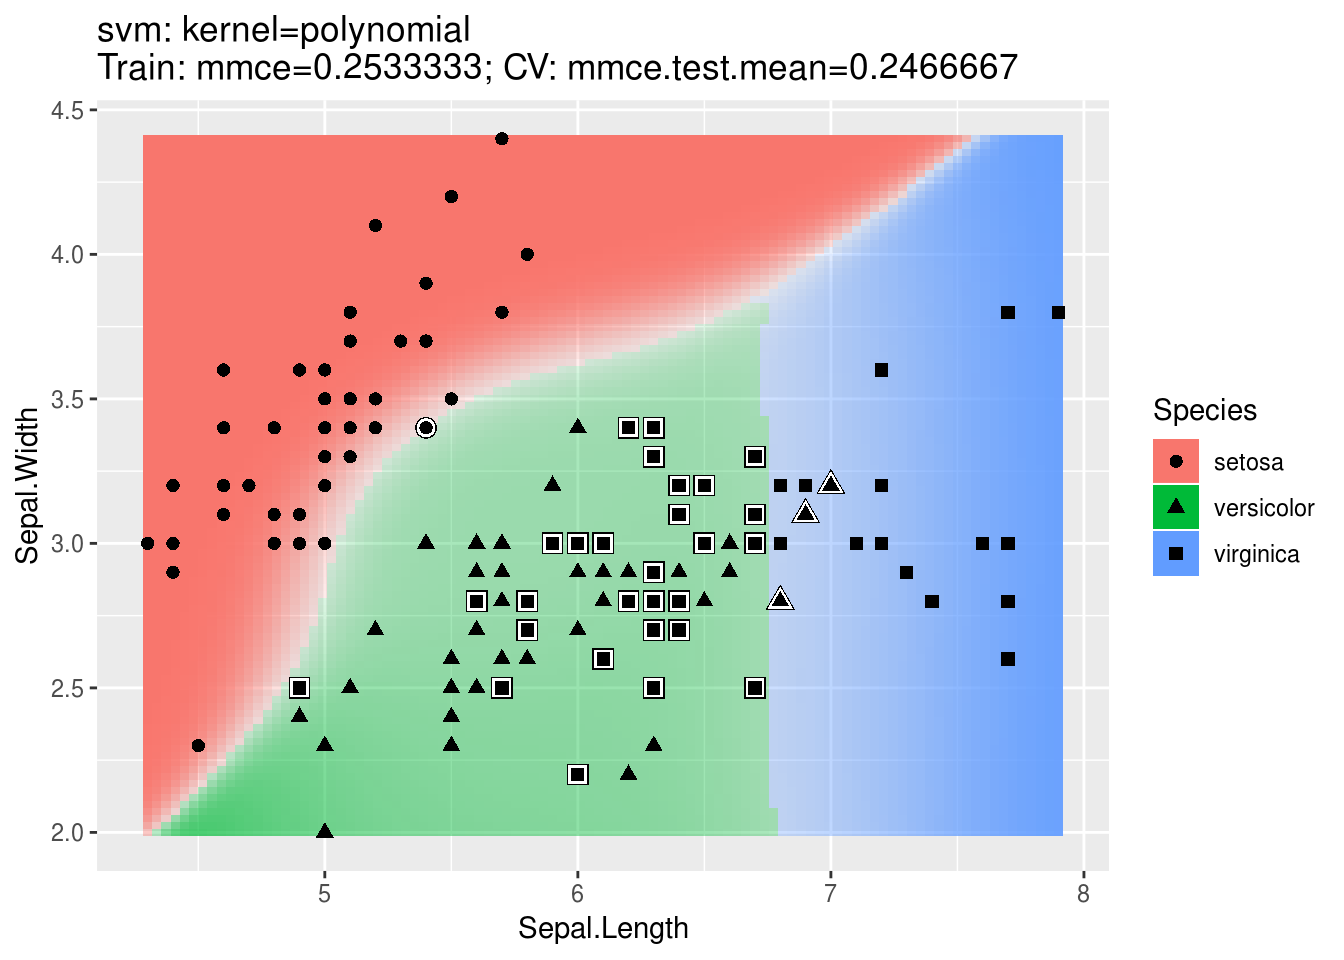 svm: kernel=polynomial
Train: mmce=0.2533333; CV: mmce.test.mean=0.2466667
4.5
4.0
3.5
3.0
2.5
2.0
Sepal.Width
5
6
7
8
Sepal.Length
Species
setosa
versicolor
virginica